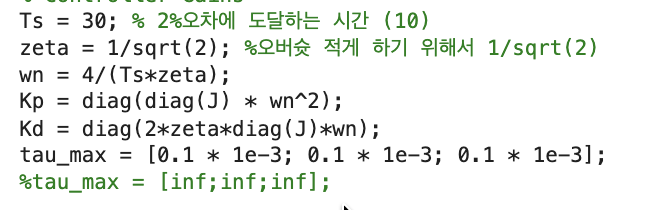 Ts = 30; % 2%오차에 도달하는 시간 (10)
zeta = 1/sqrt(2); %오버슛 적게 하기 위해서 1/sqrt(2)
wn = 4/(Ts*zeta);
Kp = diag(diag(J) * wn^2);
Kd = diag(2*zeta*diag(J)*wn);
tau_max = [0.1 * 1e-3; 0.1 * 1e-3; 0.1 * 1e-3];
%tau_max = [inf;inf;inf];